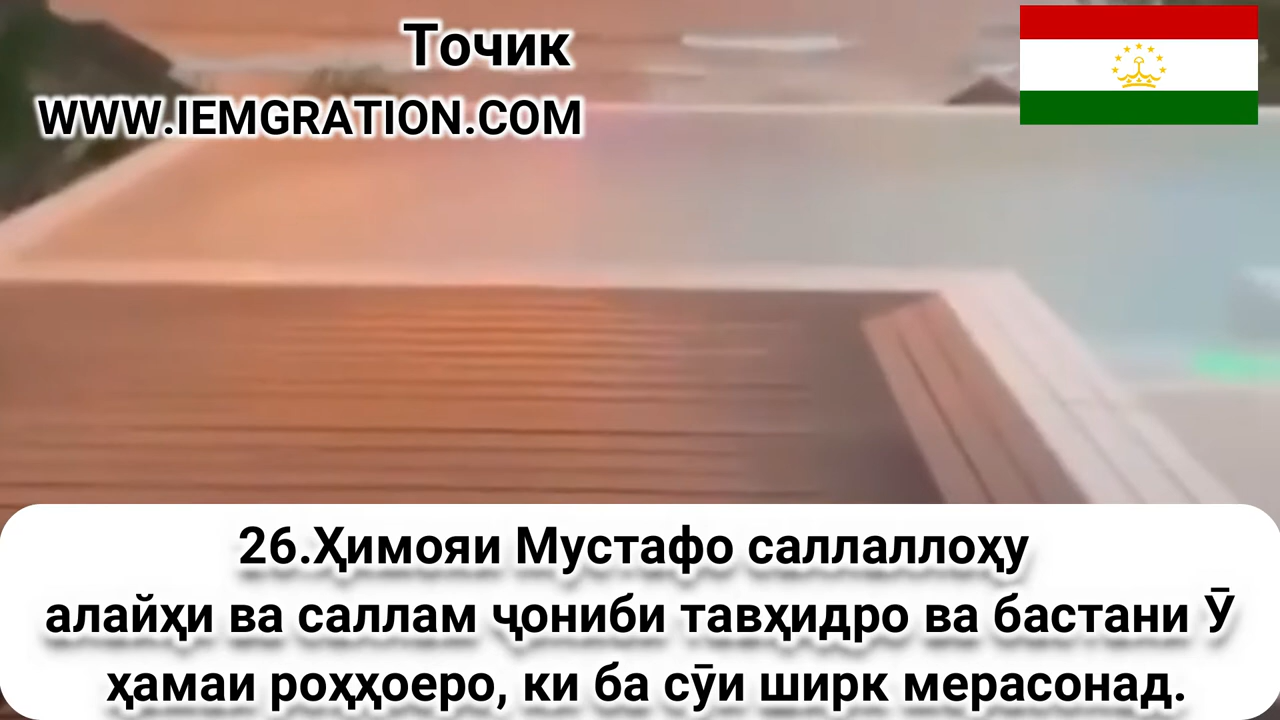 Точик
WWW.IEMGRATION.COM
26.Ҳимояи Мустафо саллаллоҳу
алайҳи ва саллам ҷониби тавҳидро ва бастани Ӯ
ҳамаи роҳҳоеро, ки ба сӯи ширк мерасонад.